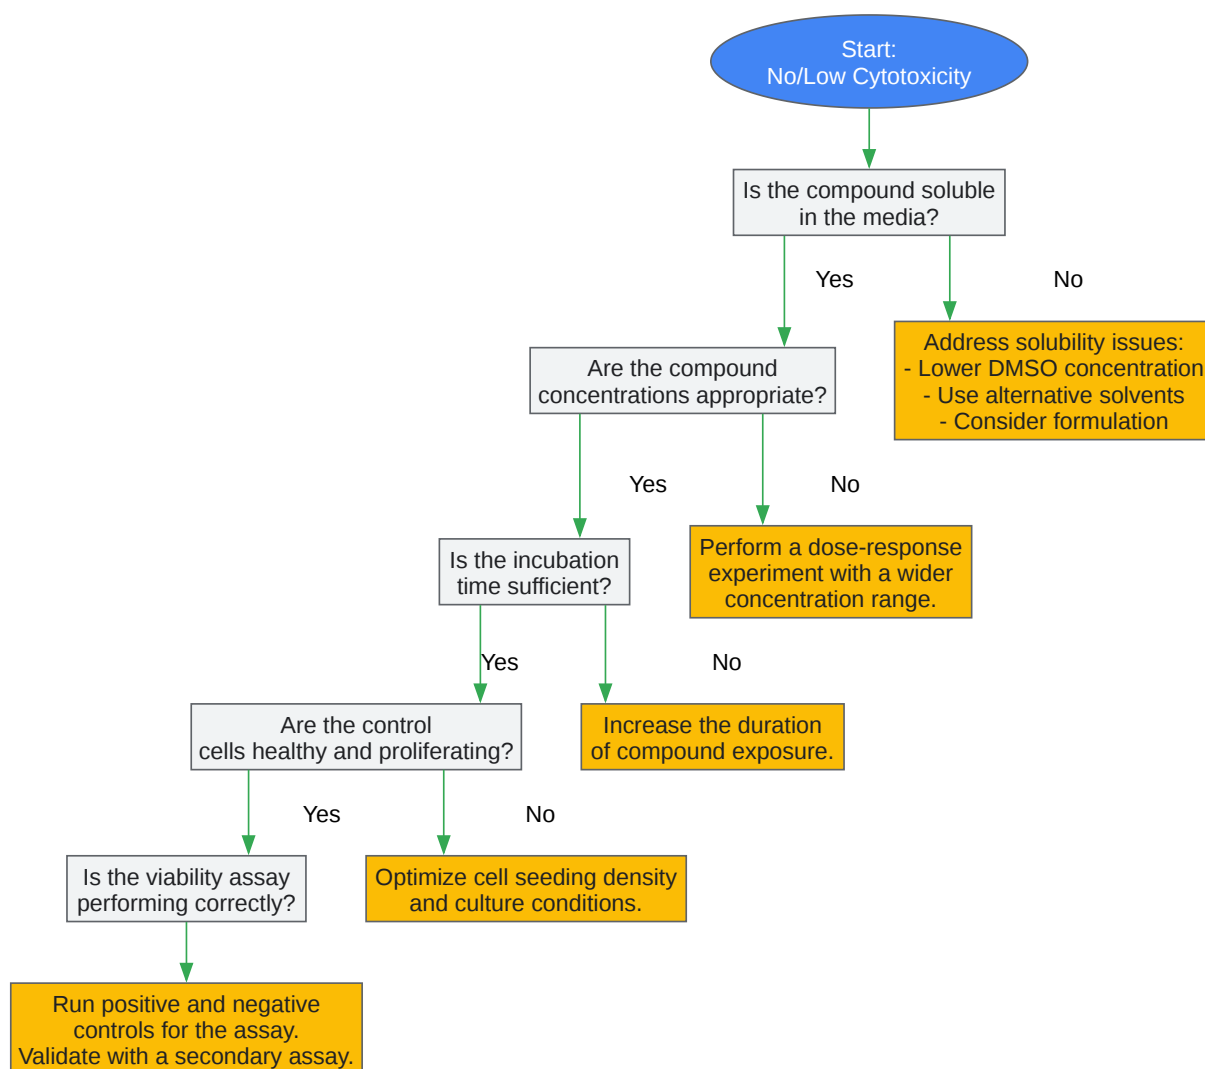 Start:
No/Low Cytotoxicity
Is the compound soluble
in the media?
Yes
No
Address solubility issues:
- Lower DMSO concentration
- Use alternative solvents
- Consider formulation
Are the compound
concentrations appropriate?
Yes
No
Perform a dose-response
experiment with a wider
concentration range.
Is the incubation
time sufficient?
Yes
No
Increase the duration
of compound exposure.
Are the control
cells healthy and proliferating?
Yes
No
Optimize cell seeding density
and culture conditions.
Is the viability assay
performing correctly?
Run positive and negative
controls for the assay.
Validate with a secondary assay.